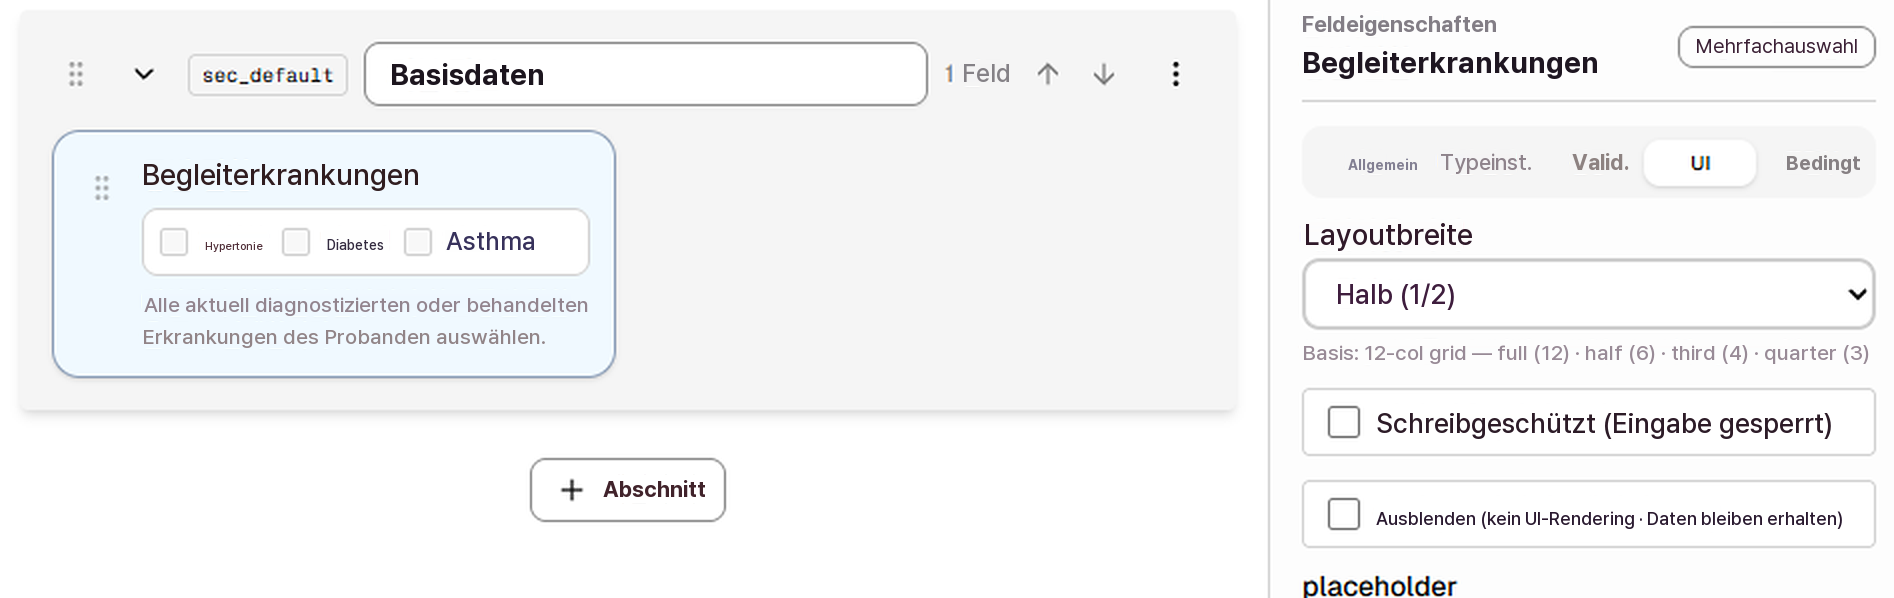 sec_default Basisdaten 1 Feld
Begleiterkrankungen
Hypertonie Diabetes Asthma
Alle aktuell diagnostizierten oder behandelten
Erkrankungen des Probanden auswählen.
+ Abschnitt
Feldeigenschaften
Begleiterkrankungen
Mehrfachauswahl
Allgemein Typeinst. Valid. UI Bedingt
Layoutbreite
Halb (1/2)
Basis: 12-col grid — full (12) · half (6) · third (4) · quarter (3)
Schreibgeschützt (Eingabe gesperrt)
Ausblenden (kein UI-Rendering · Daten bleiben erhalten)
placeholder